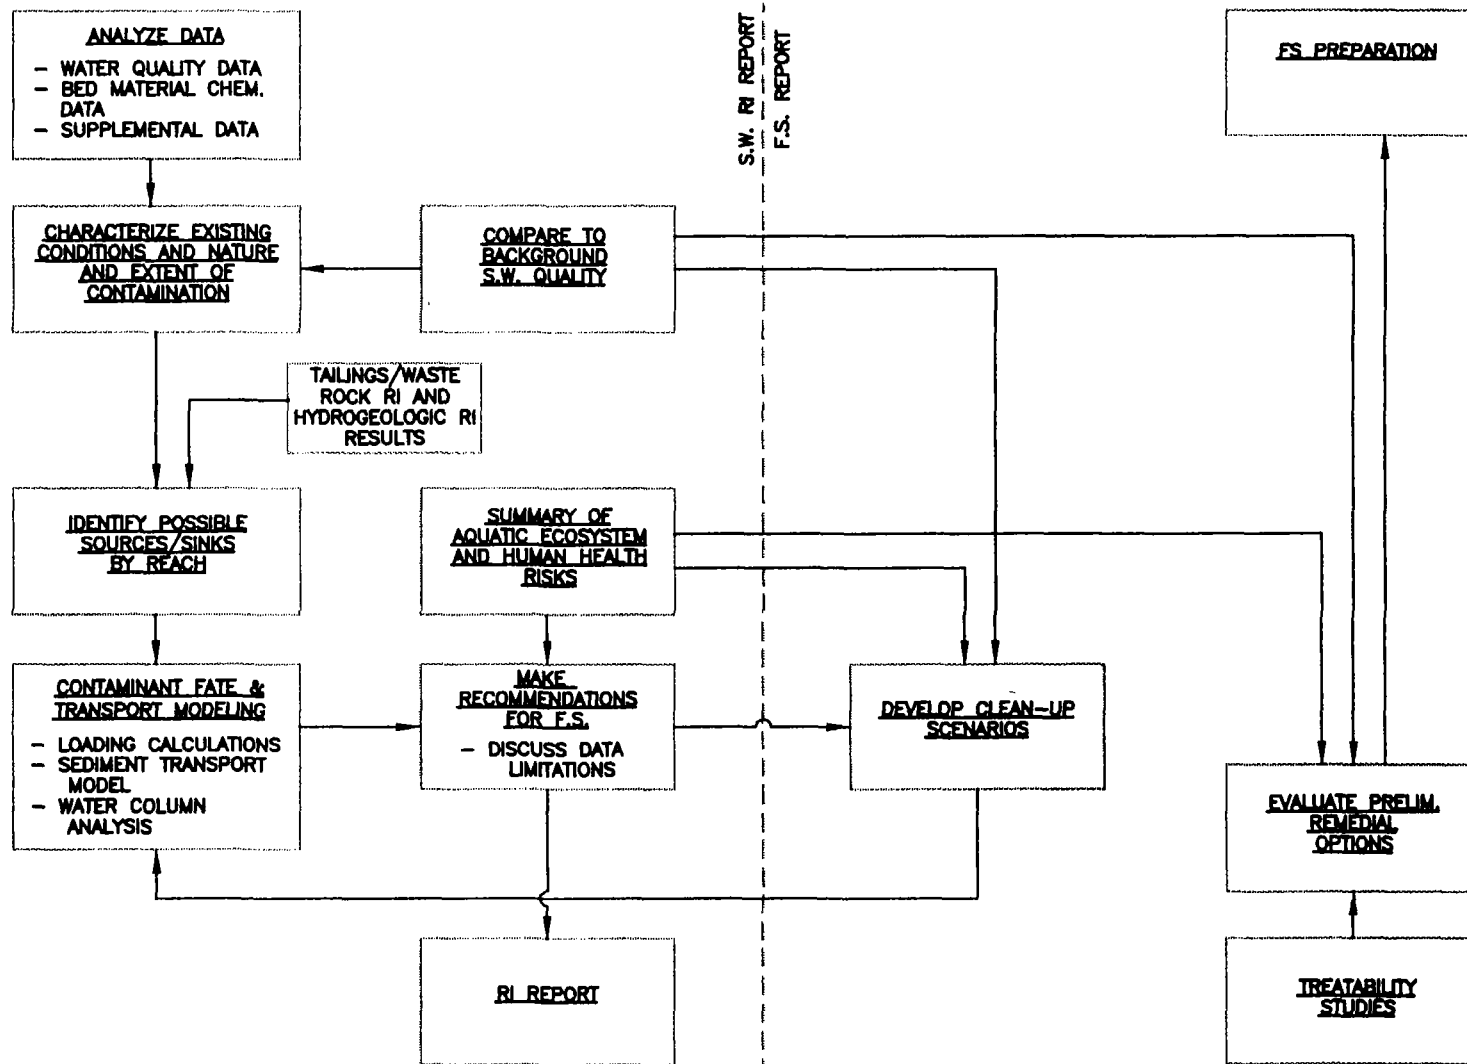 ANALYZE DATA
- WATER QUALITY DATA
- BED MATERIAL CHEM.
DATA
- SUPPLEMENTAL DATA
S.W. RI REPORT
F.S. REPORT
FS PREPARATION
CHARACTERIZE EXISTING
CONDITIONS AND NATURE
AND EXTENT OF
CONTAMINATION
COMPARE TO
BACKGROUND
S.W. QUALITY
TAILINGS/WASTE
ROCK RI AND
HYDROGEOLOGIC RI
RESULTS
IDENTIFY POSSIBLE
SOURCES/SINKS
BY REACH
SUMMARY OF
AQUATIC ECOSYSTEM
AND HUMAN HEALTH
RISKS
CONTAMINANT FATE &
TRANSPORT MODELING
- LOADING CALCULATIONS
- SEDIMENT TRANSPORT
MODEL
- WATER COLUMN
ANALYSIS
MAKE
RECOMMENDATIONS
FOR F.S.
- DISCUSS DATA
LIMITATIONS
DEVELOP CLEAN-UP
SCENARIOS
EVALUATE PRELIM.
REMEDIAL
OPTIONS
RI REPORT
TREATABILITY
STUDIES